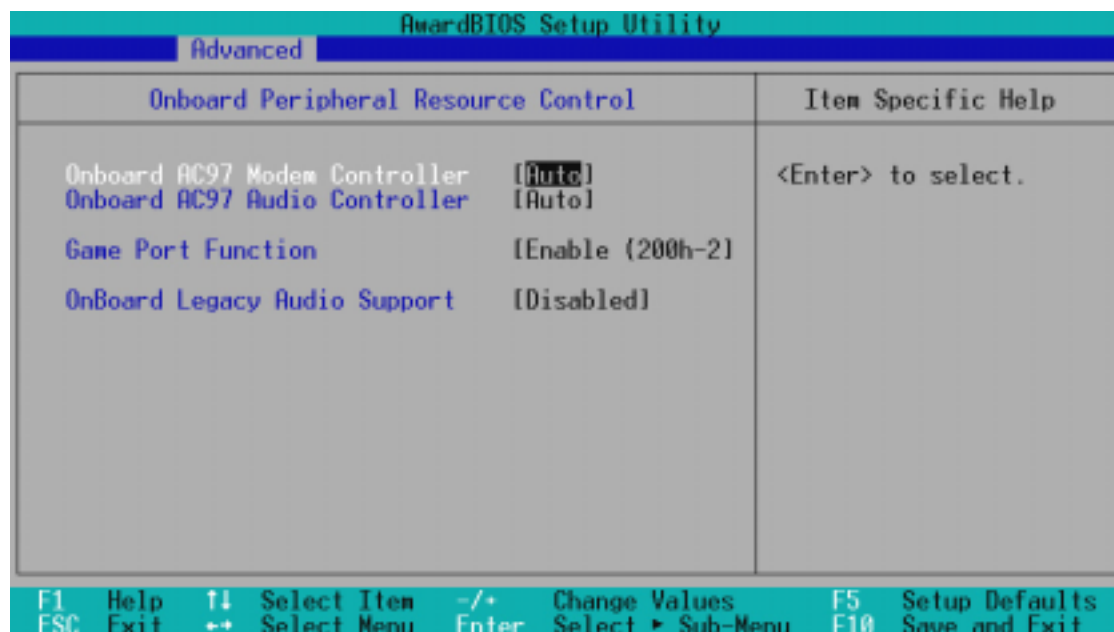 AwardBIOS Setup Utility
Advanced
Onboard Peripheral Resource Control
Item Specific Help
Onboard AC97 Modem Controller [Auto]
Onboard AC97 Audio Controller [Auto]
Game Port Function [Enable (200h-2]
OnBoard Legacy Audio Support [Disabled]
<Enter> to select.
F1 Help ↑↓ Select Item -/+ Change Values F5 Setup Defaults
ESC Exit ←→ Select Menu Enter Select ► Sub-Menu F10 Save and Exit